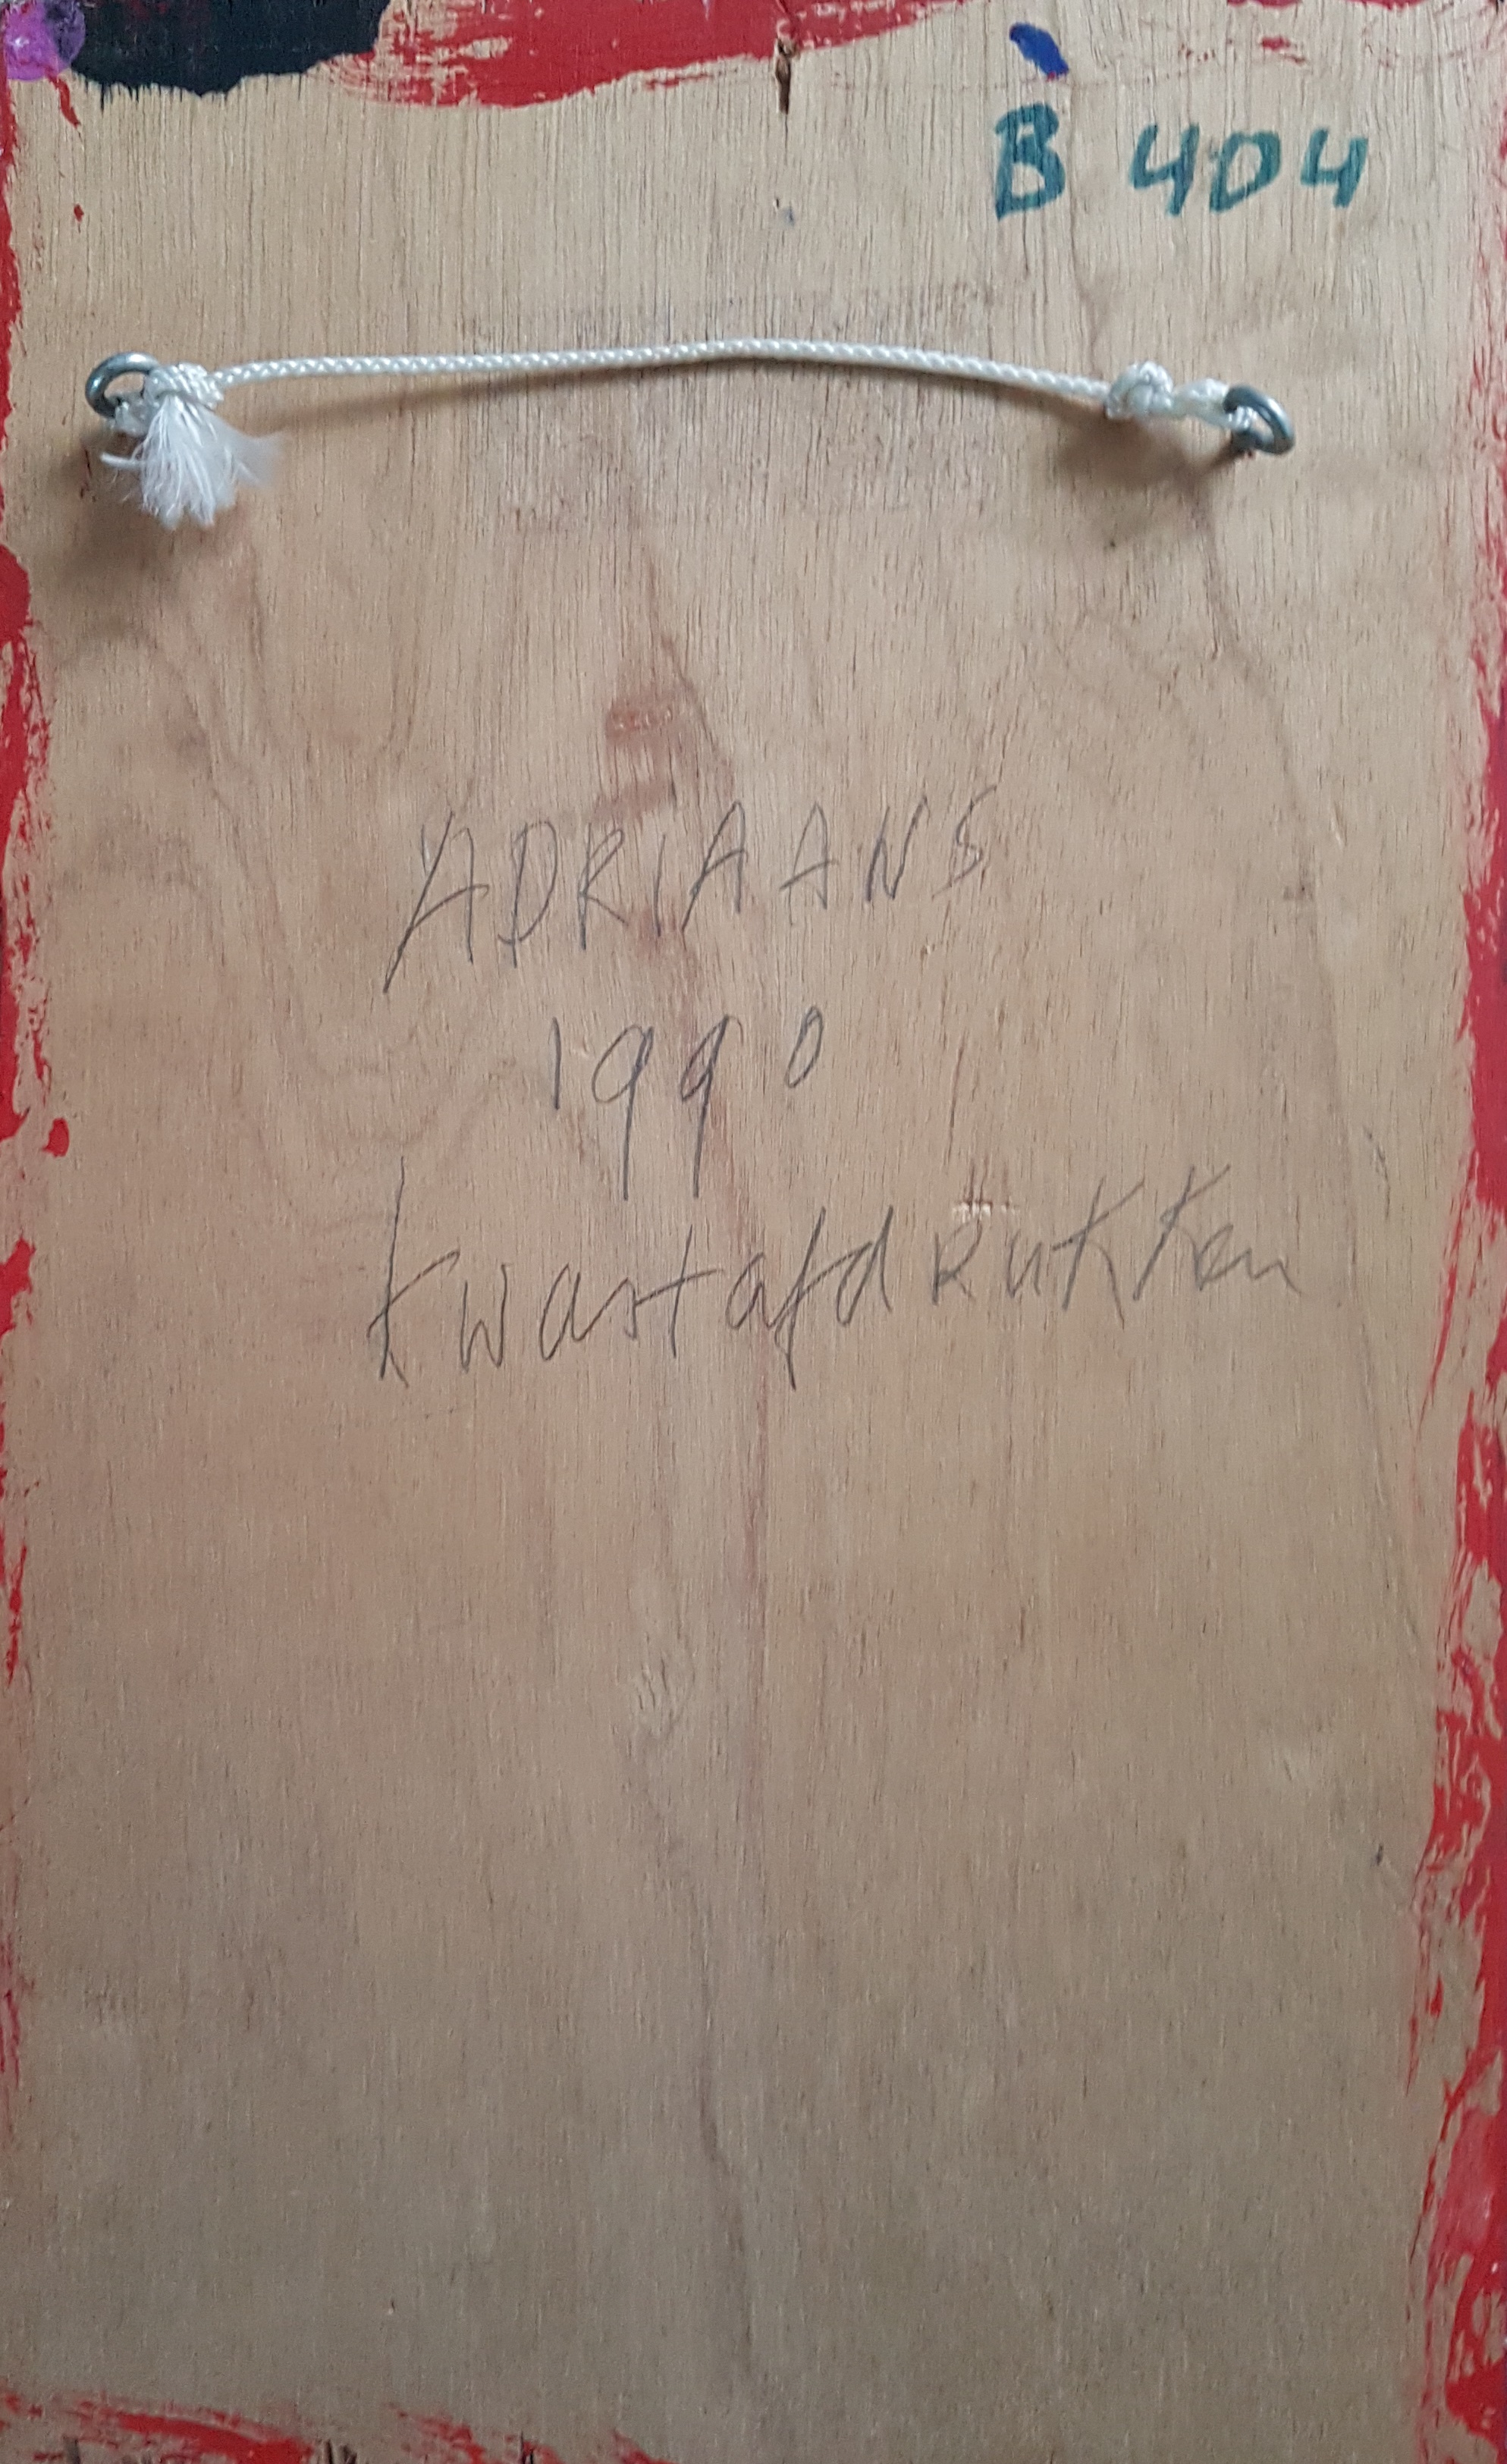 B 404
ADRIAANS
1990
kwastafdRukken